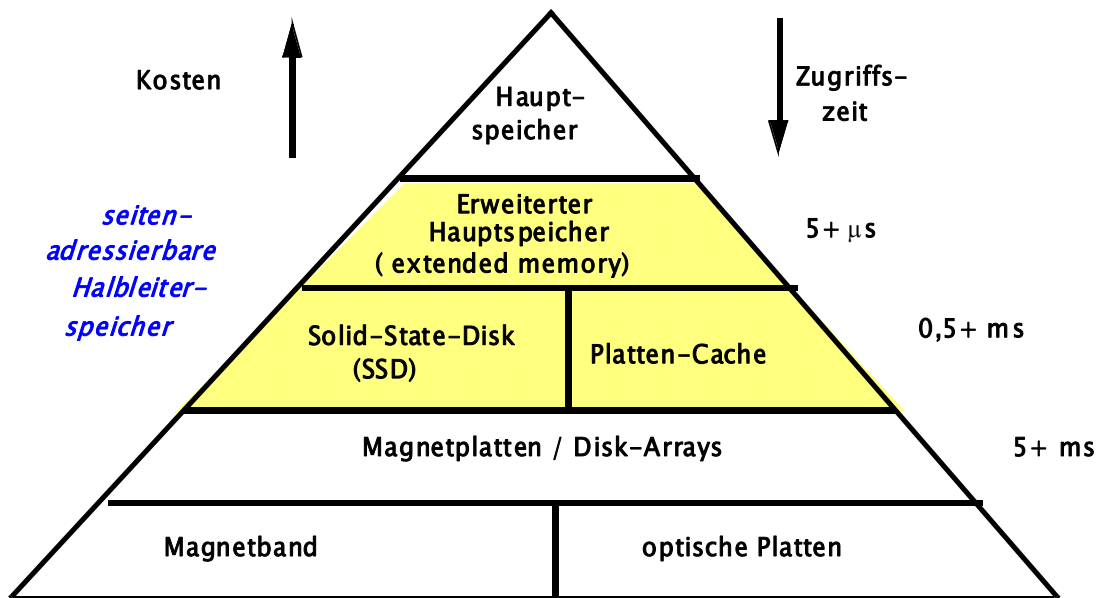 Kosten
Haupt-
speicher
Zugriffs-
zeit
seiten-
adressierbare
Halbleiter-
speicher
Erweiterter
Hauptspeicher
( extended memory)
5+ μs
Solid-State-Disk
(SSD)
Platten-Cache
0,5+ ms
Magnetplatten / Disk-Arrays
5+ ms
Magnetband
optische Platten